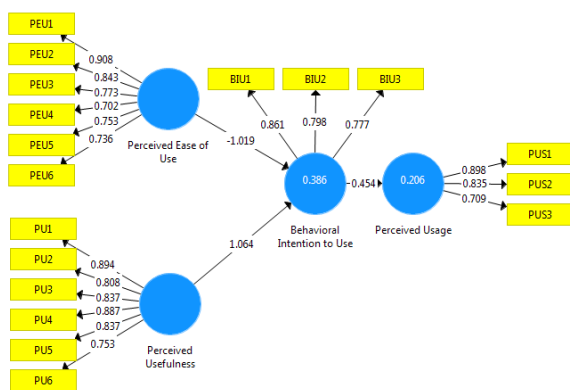 PEU1
PEU2
PEU3
PEU4
PEU5
PEU6
0.908
0.843
0.773
0.702
0.753
0.736
Perceived Ease of
Use
BIU1
BIU2
BIU3
0.861
0.798
0.777
-1.019
0.386
0.454
0.206
Behavioral
Intention to Use
Perceived Usage
PUS1
PUS2
PUS3
0.898
0.835
0.709
1.064
PU1
PU2
PU3
PU4
PU5
PU6
0.894
0.808
0.837
0.887
0.837
0.753
Perceived
Usefulness